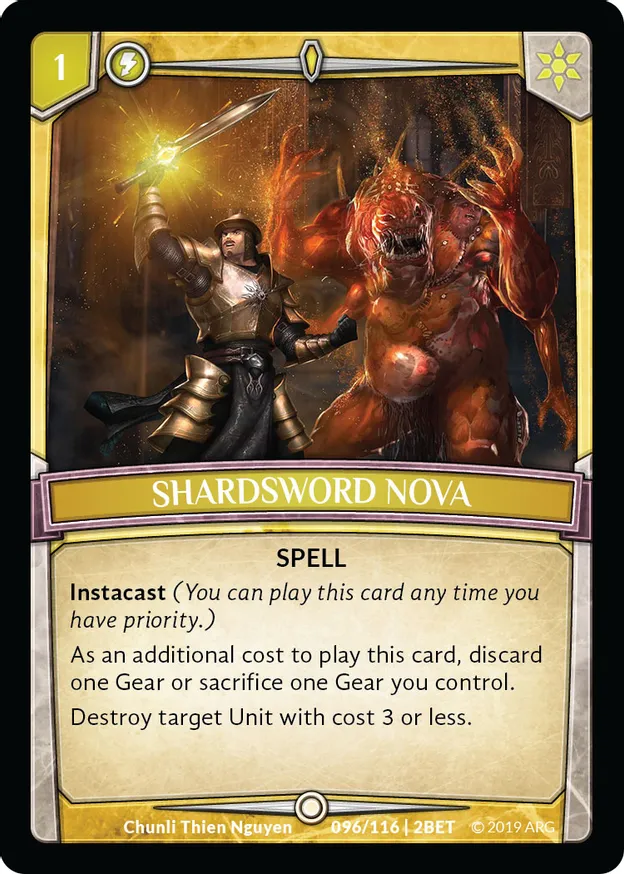 1
SHARDSWORD NOVA
SPELL
Instacast (You can play this card any time you
have priority.)
As an additional cost to play this card, discard
one Gear or sacrifice one Gear you control.
Destroy target Unit with cost 3 or less.
Chunli Thien Nguyen 096/116 | 2BET © 2019 ARG